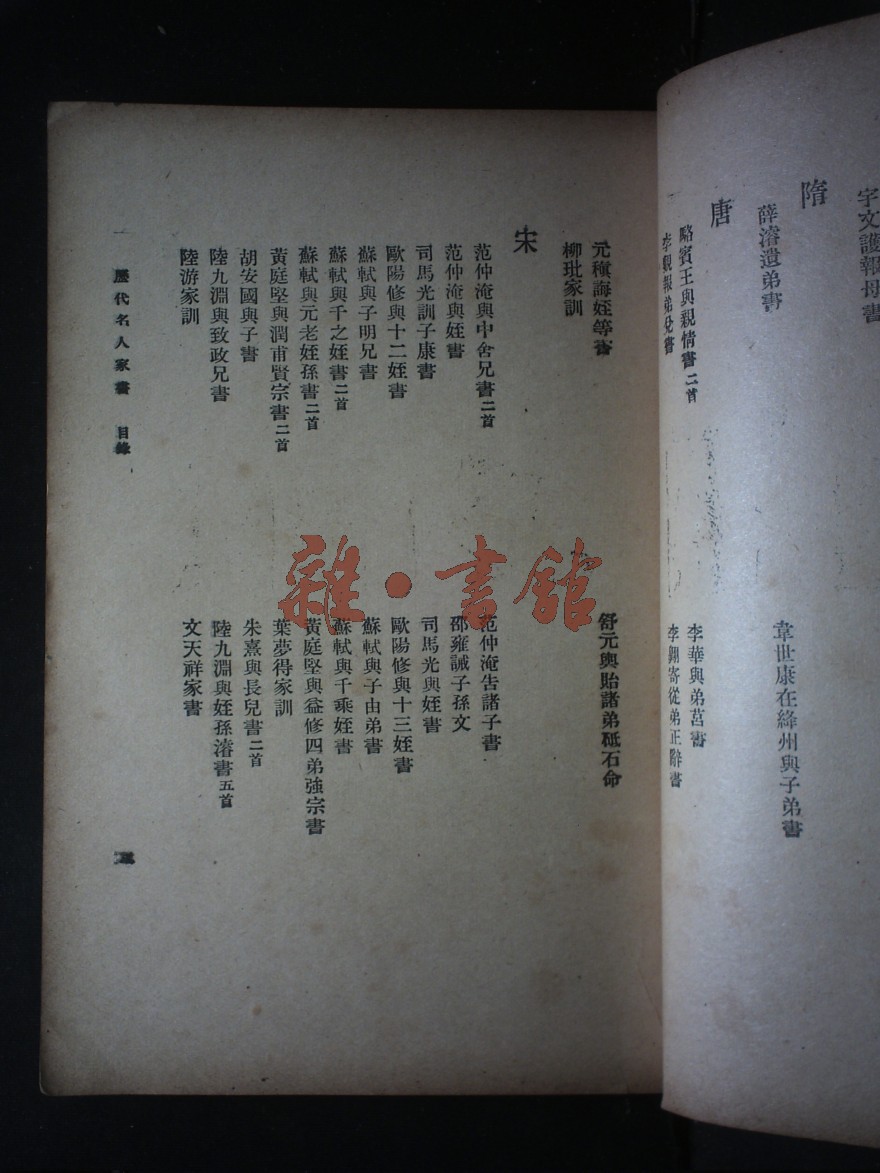 宇文護報母書
隋
薛濬遺弟書
韋世康在絳州與子弟書
唐
駱賓王與親情書二首
李華與弟莒書
李觀報弟兌書
李翺寄從弟正辭書
元稹誨姪等書
舒元輿貽諸弟砥石命
柳玭家訓
宋
范仲淹與中舍兄書二首
范仲淹告諸子書
范仲淹與姪書
邵雍誡子孫文
司馬光訓子康書
司馬光與姪書
歐陽修與十二姪書
歐陽修與十三姪書
蘇軾與子明兄書
蘇軾與子由弟書
蘇軾與千之姪書二首
蘇軾與千乘姪書
蘇軾與元老姪孫書二首
黃庭堅與益修四弟強宗書
黃庭堅與潤甫賢宗書二首
葉夢得家訓
胡安國與子書
朱熹與長兒書二首
陸九淵與致政兄書
陸九淵與姪孫濬書五首
陸游家訓
文天祥家書
歷代名人家書 目錄
雜·書館